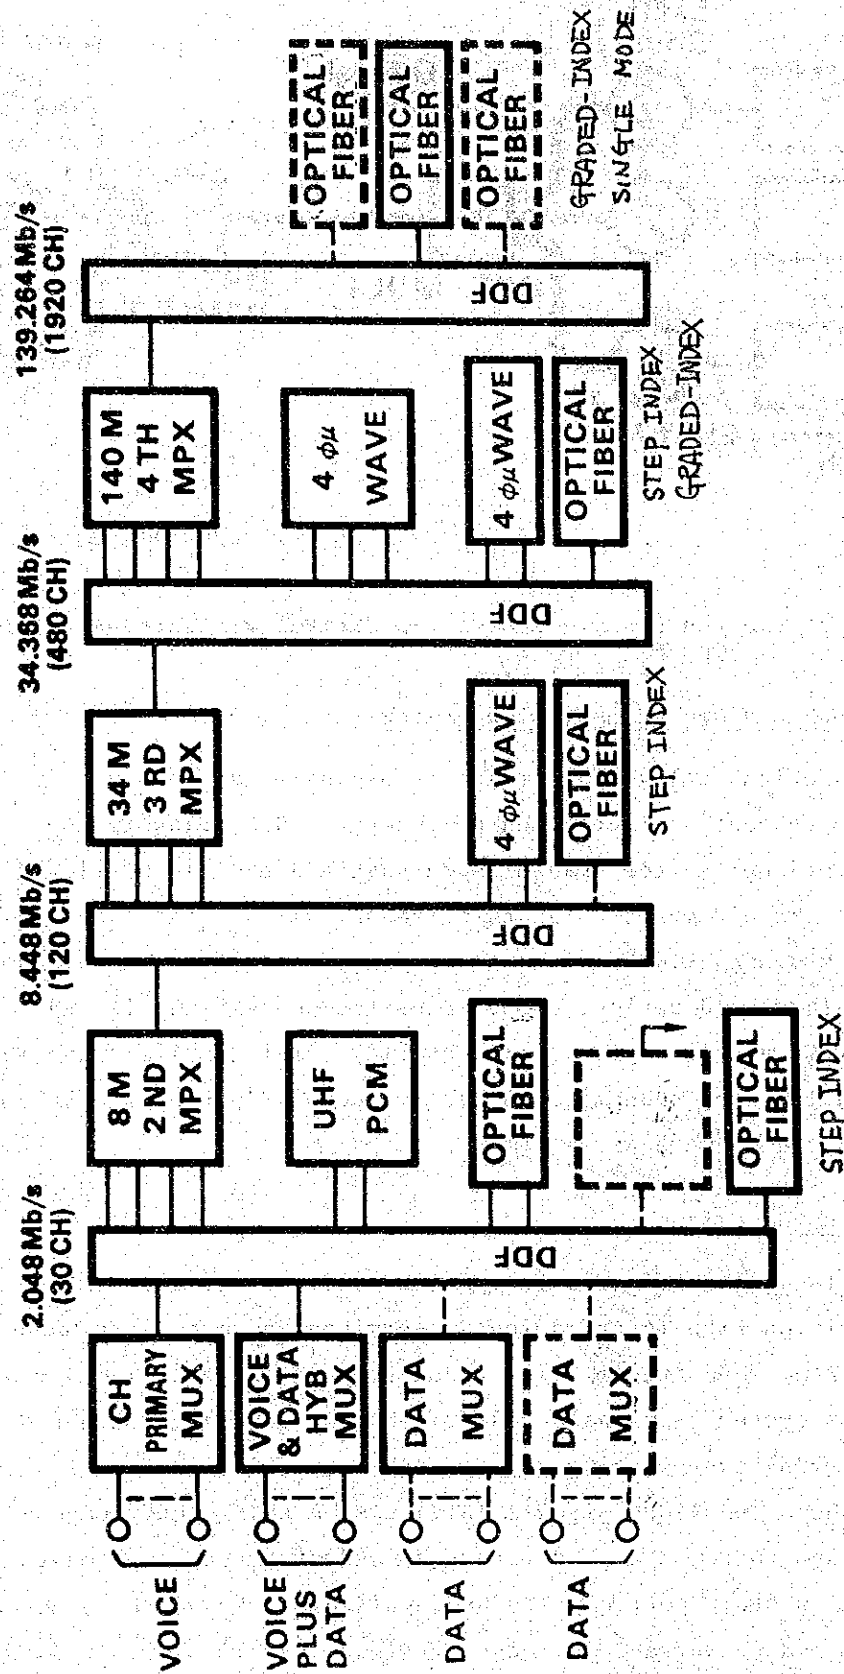 2.048 Mb/s
(30 CH)
8.448 Mb/s
(120 CH)
34.368 Mb/s
(480 CH)
139.264 Mb/s
(1920 CH)
VOICE
CH
PRIMARY
MUX
8 M
2 ND
MPX
34 M
3 RD
MPX
140 M
4 TH
MPX
VOICE
PLUS
DATA
VOICE
& DATA
HYB
MUX
UHF
PCM
4 φμ
WAVE
OPTICAL
FIBER
OPTICAL
FIBER
OPTICAL
FIBER
DATA
DATA
MUX
DDF
OPTICAL
FIBER
DDF
4 φμ WAVE
DDF
4 φμ WAVE
DDF
DATA
DATA
MUX
OPTICAL
FIBER
STEP INDEX
OPTICAL
FIBER
STEP INDEX
GRADED-INDEX
GRADED-INDEX
SINGLE MODE
OPTICAL
FIBER
STEP INDEX